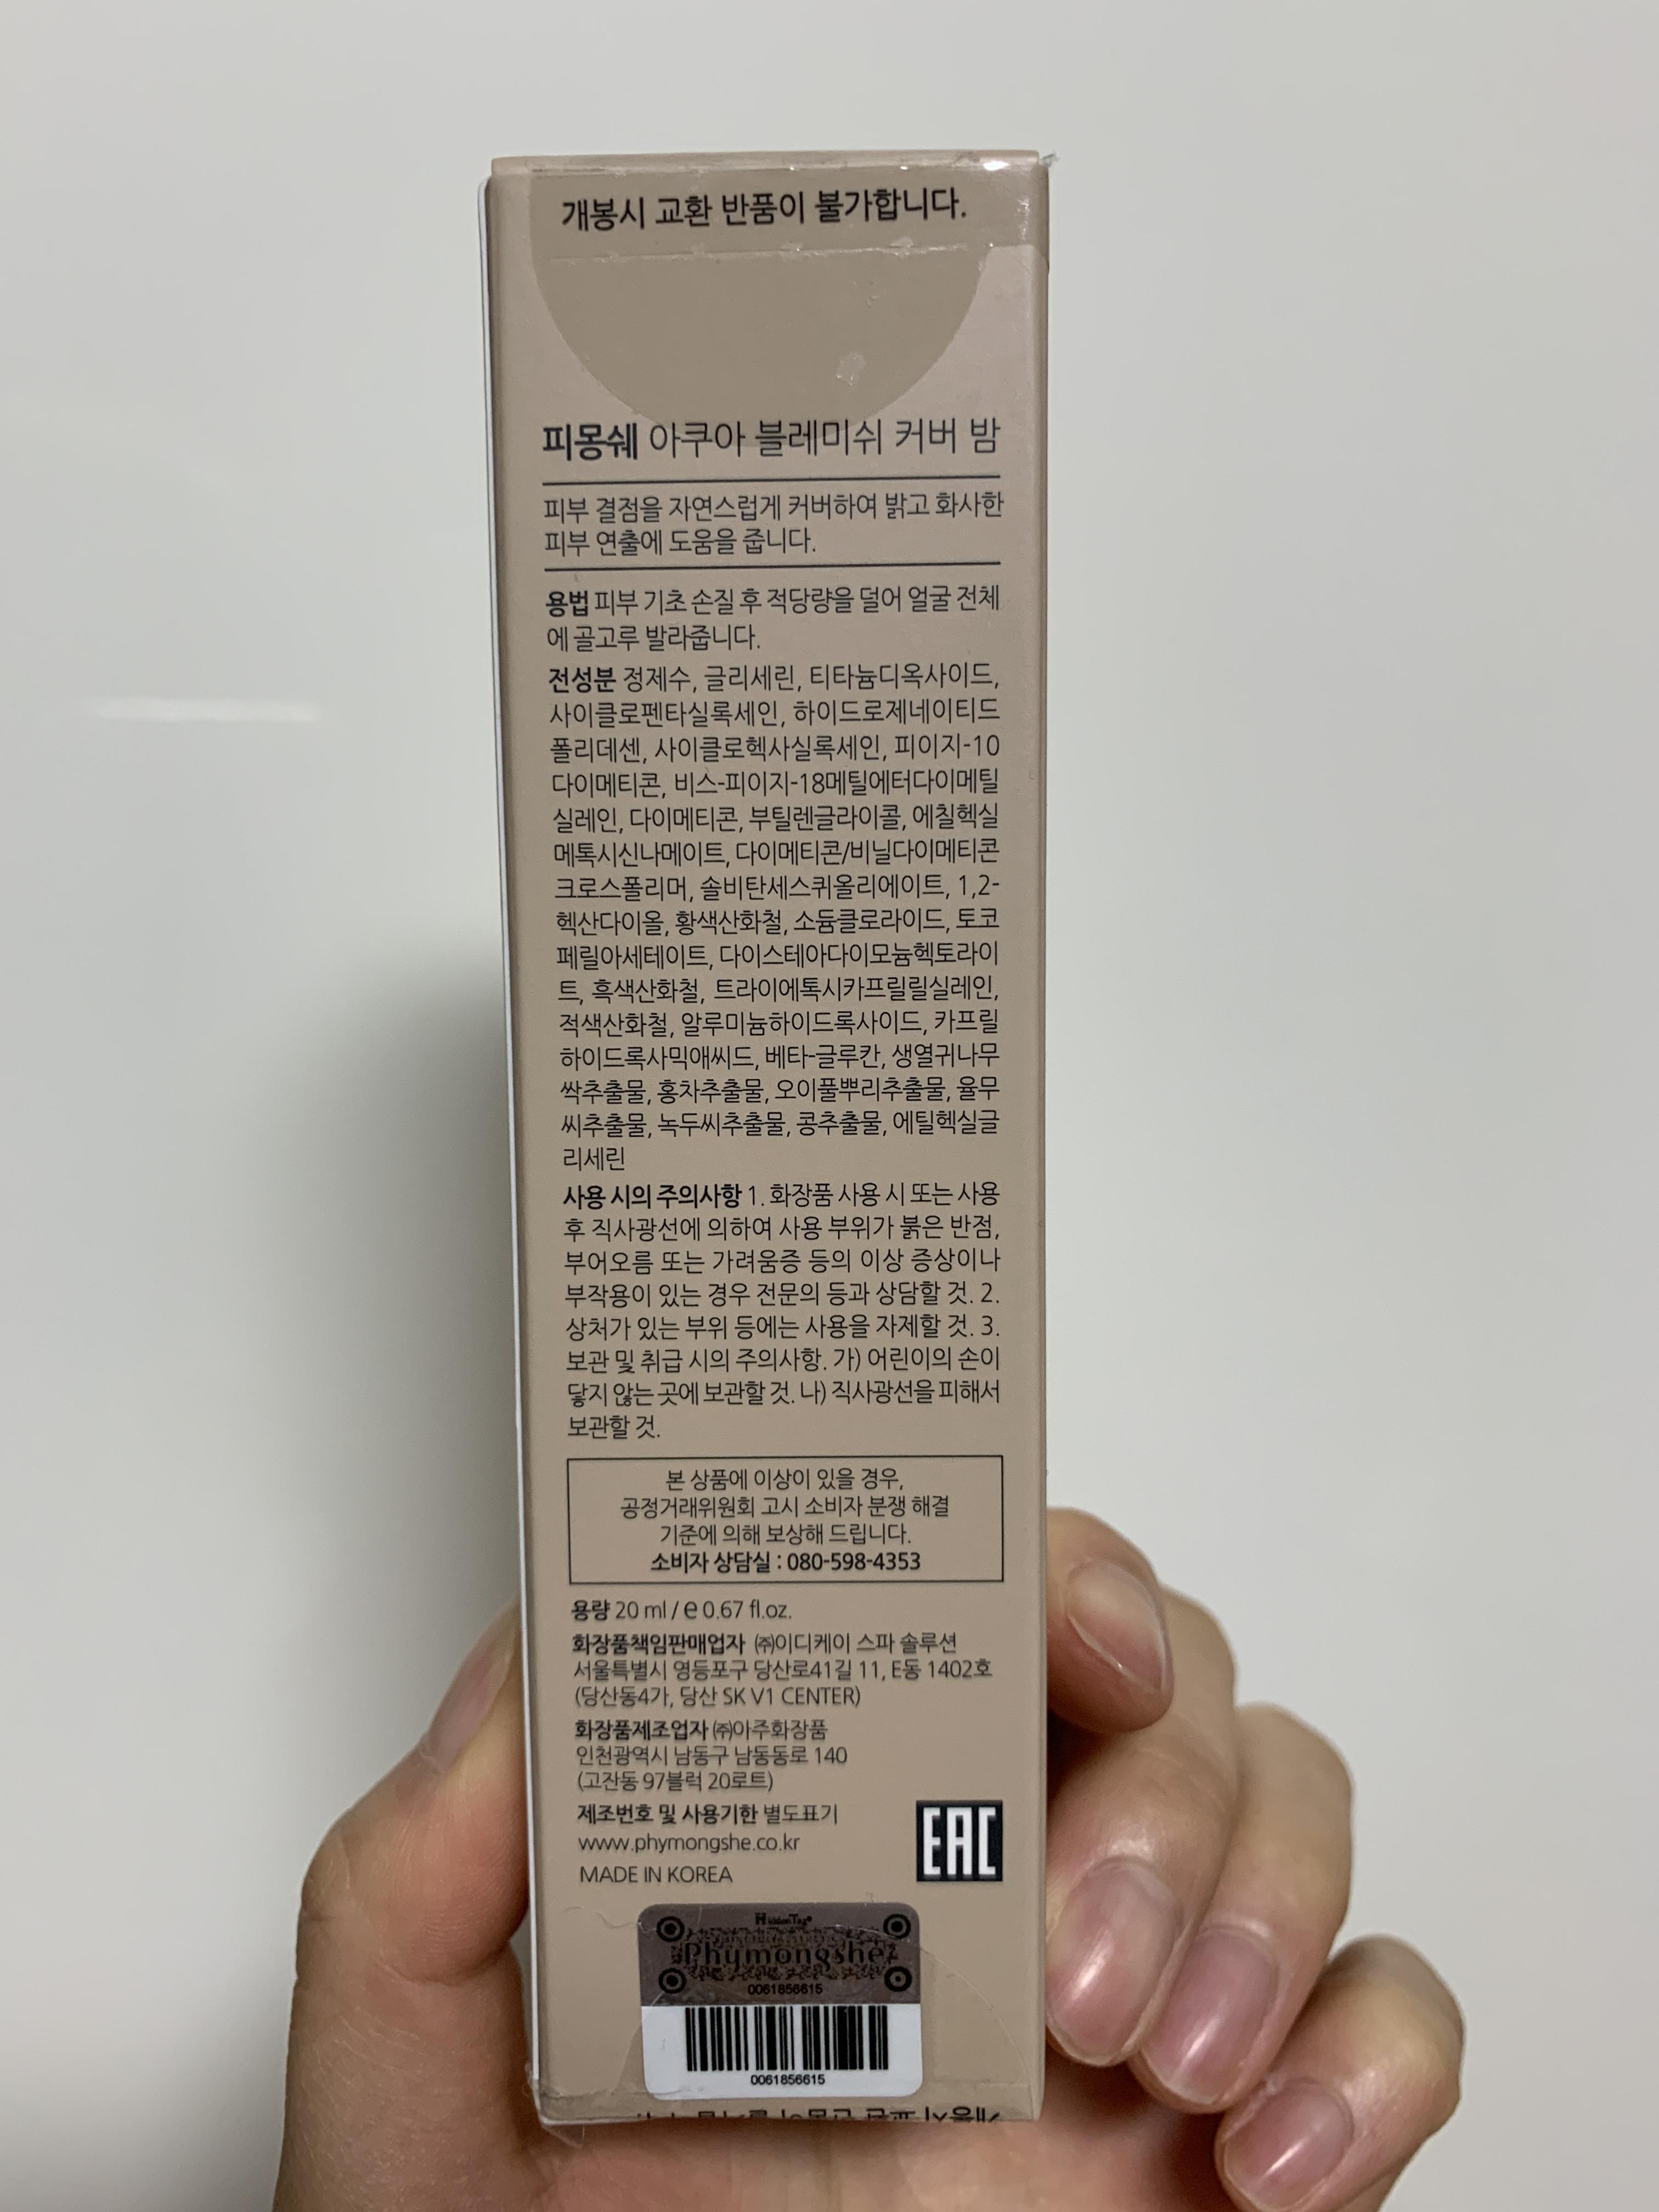 개봉시 교환 반품이 불가합니다.
피몽쉐 아쿠아 블레미쉬 커버 밤
피부 결점을 자연스럽게 커버하여 밝고 화사한
피부 연출에 도움을 줍니다.
용법 피부 기초 손질 후 적당량을 덜어 얼굴 전체
에 골고루 발라줍니다.
전성분 정제수, 글리세린, 티타늄디옥사이드,
사이클로펜타실록세인, 하이드로제네이티드
폴리데센, 사이클로헥사실록세인, 피이지-10
다이메티콘, 비스-피이지-18메틸에터다이메틸
실레인, 다이메티콘, 부틸렌글라이콜, 에칠헥실
메톡시신나메이트, 다이메티콘/비닐다이메티콘
크로스폴리머, 솔비탄세스퀴올리에이트, 1,2-
헥산다이올, 황색산화철, 소듐클로라이드, 토코
페릴아세테이트, 다이스테아다이모늄헥토라이
트, 흑색산화철, 트라이에톡시카프릴릴실레인,
적색산화철, 알루미늄하이드록사이드, 카프릴
하이드록사믹애씨드, 베타-글루칸, 생열귀나무
싹추출물, 홍차추출물, 오이풀뿌리추출물, 율무
씨추출물, 녹두씨추출물, 콩추출물, 에틸헥실글
리세린
사용 시의 주의사항 1. 화장품 사용 시 또는 사용
후 직사광선에 의하여 사용 부위가 붉은 반점,
부어오름 또는 가려움증 등의 이상 증상이나
부작용이 있는 경우 전문의 등과 상담할 것. 2.
상처가 있는 부위 등에는 사용을 자제할 것. 3.
보관 및 취급 시의 주의사항. 가) 어린이의 손이
닿지 않는 곳에 보관할 것. 나) 직사광선을 피해서
보관할 것.
본 상품에 이상이 있을 경우,
공정거래위원회 고시 소비자 분쟁 해결
기준에 의해 보상해 드립니다.
소비자 상담실 : 080-598-4353
용량 20 ml / ℮ 0.67 fl.oz.
화장품책임판매업자 ㈜이디케이 스파 솔루션
서울특별시 영등포구 당산로41길 11, E동 1402호
(당산동4가, 당산 SK V1 CENTER)
화장품제조업자 ㈜아주화장품
인천광역시 남동구 남동동로 140
(고잔동 97블럭 20로트)
제조번호 및 사용기한 별도표기
www.phymongshe.co.kr
MADE IN KOREA
EAC
HiddenTag®
Phymongshe
0061856615
0061856615